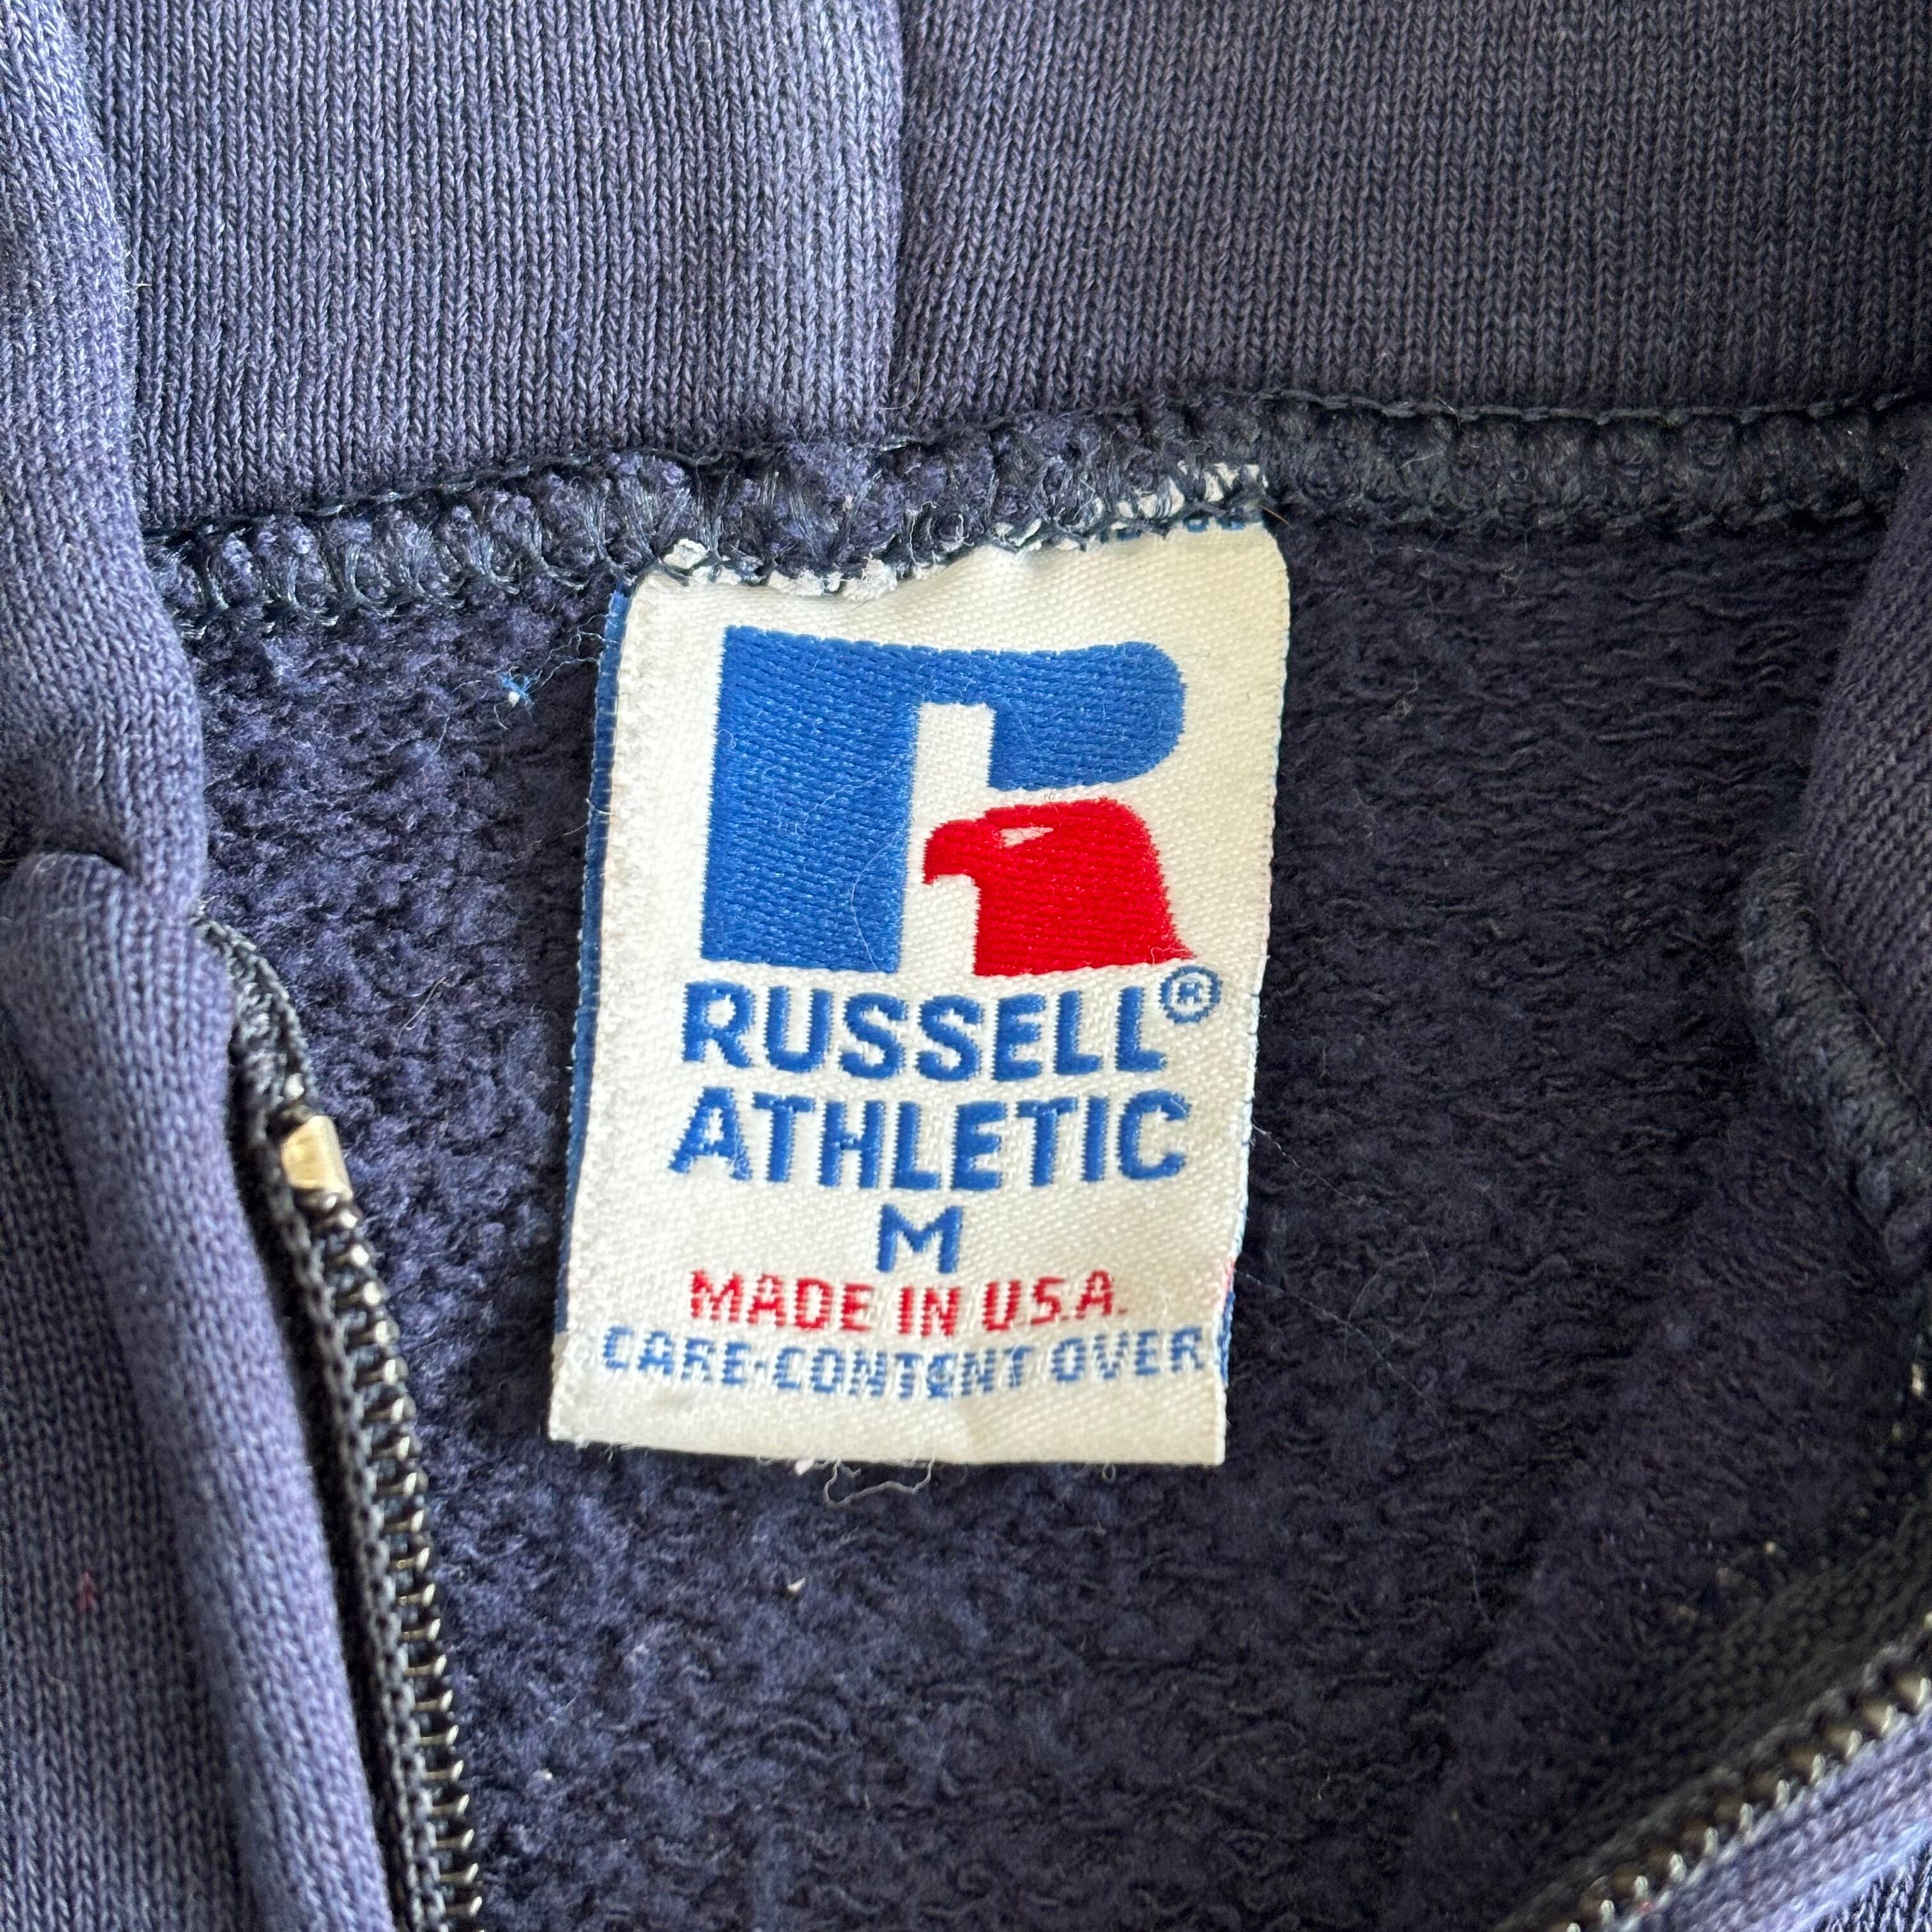 RUSSELL®
ATHLETIC
M
MADE IN U.S.A.
CARE-CONTENT OVER